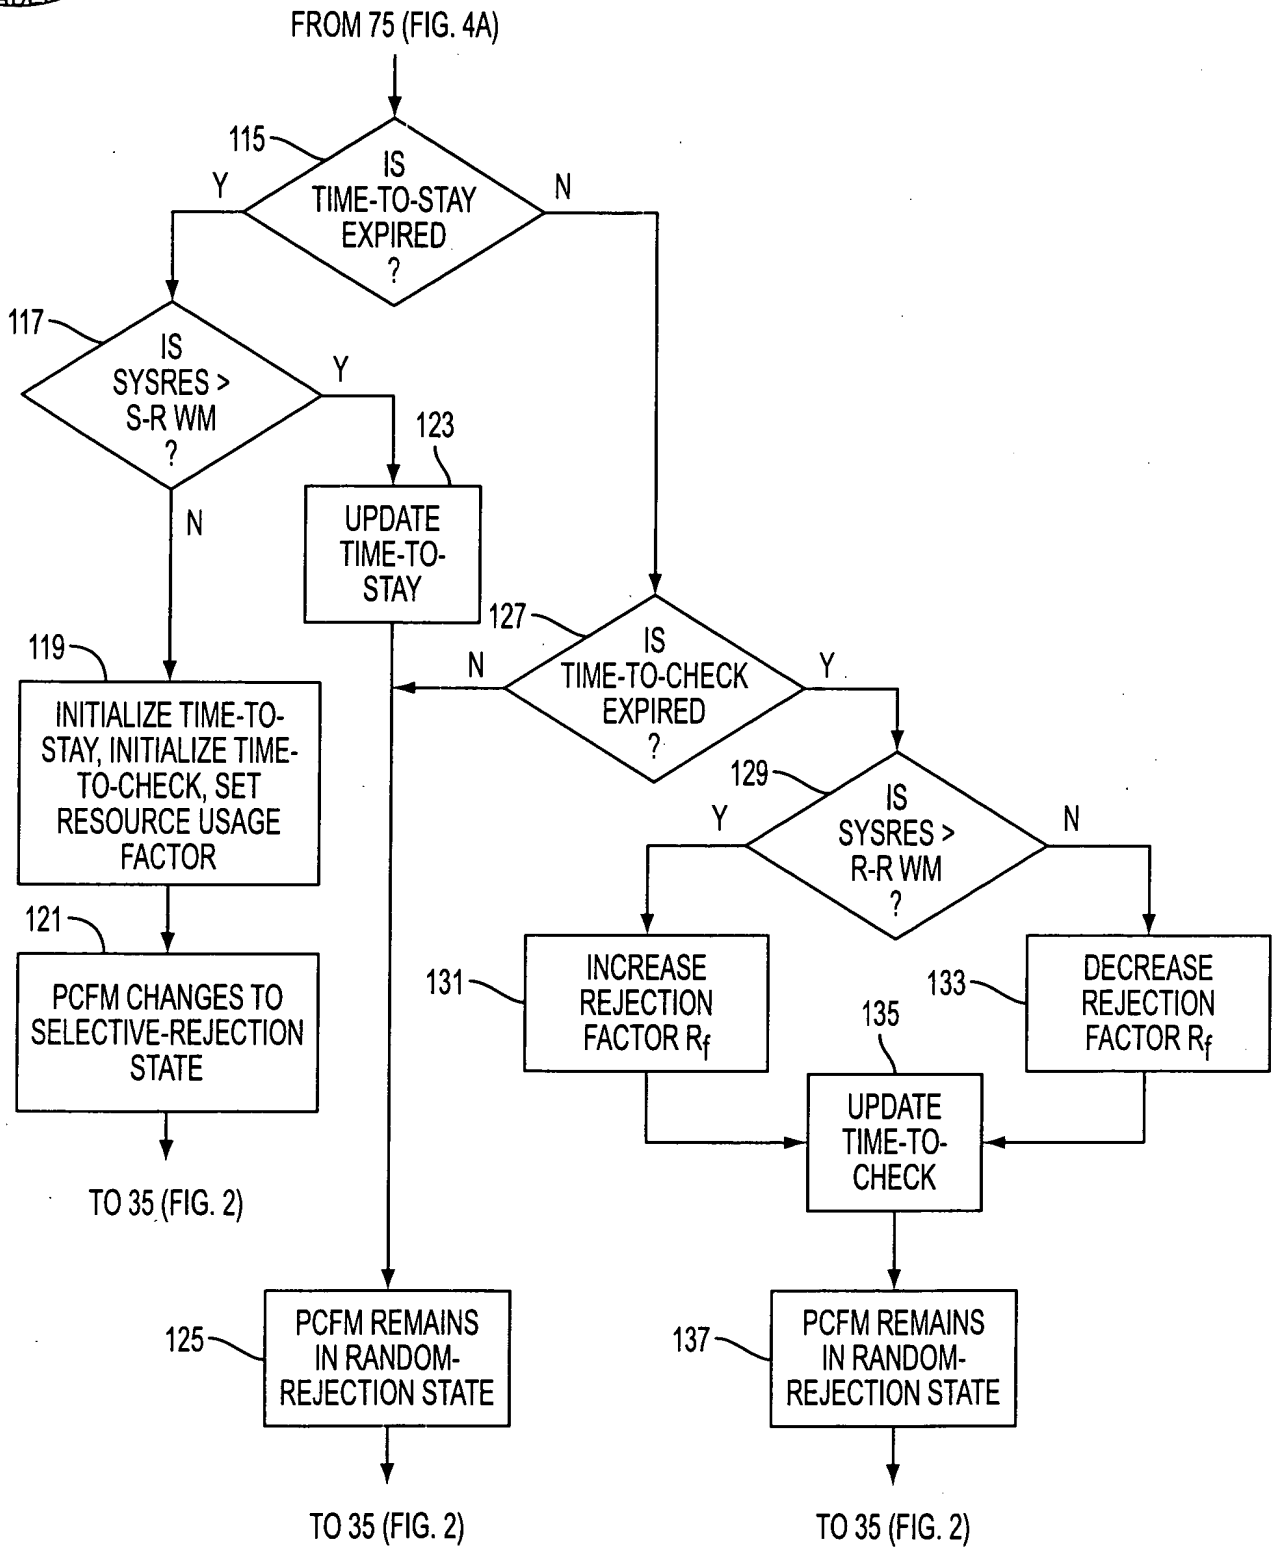 FROM 75 (FIG. 4A)
115
IS
TIME-TO-STAY
EXPIRED
?
Y
N
117
IS
SYSRES >
S-R WM
?
Y
N
123
UPDATE
TIME-TO-
STAY
127
IS
TIME-TO-CHECK
EXPIRED
?
N
Y
119
INITIALIZE TIME-TO-
STAY, INITIALIZE TIME-
TO-CHECK, SET
RESOURCE USAGE
FACTOR
129
IS
SYSRES >
R-R WM
?
Y
N
121
PCFM CHANGES TO
SELECTIVE-REJECTION
STATE
TO 35 (FIG. 2)
131
INCREASE
REJECTION
FACTOR Rf
133
DECREASE
REJECTION
FACTOR Rf
135
UPDATE
TIME-TO-
CHECK
125
PCFM REMAINS
IN RANDOM-
REJECTION STATE
TO 35 (FIG. 2)
137
PCFM REMAINS
IN RANDOM-
REJECTION STATE
TO 35 (FIG. 2)